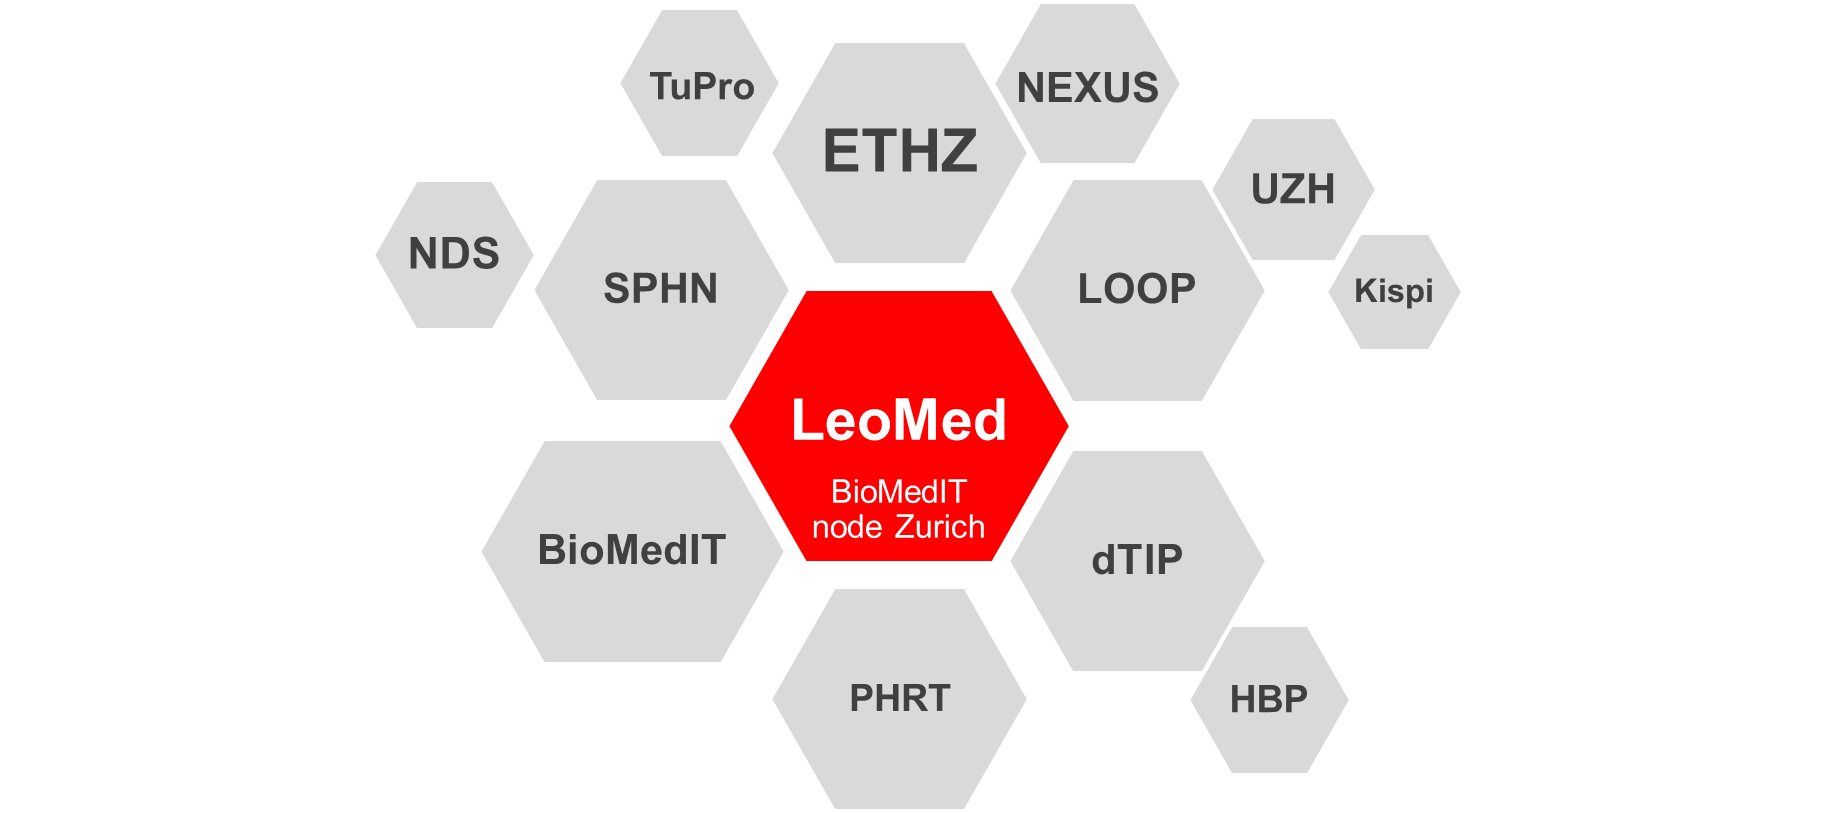 TuPro
ETHZ
NEXUS
UZH
NDS
SPHN
LOOP
Kispi
LeoMed
BioMedIT
node Zurich
BioMedIT
dTIP
PHRT
HBP